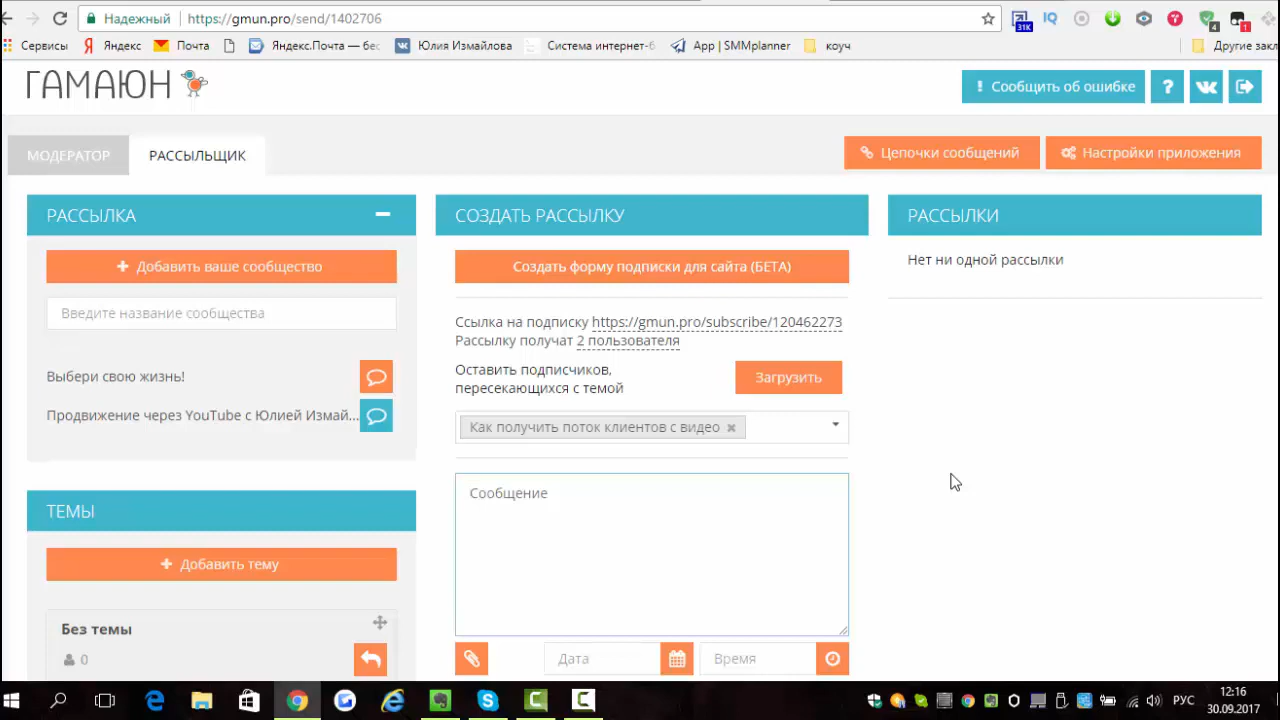 Надежный
https://gmun.pro/send/1402706
31K
IQ
4
1
Сервисы
Яндекс
Почта
Яндекс.Почта — бес
Юлия Измайлова
Система интернет-б
App | SMMplanner
коуч
Другие закл
ГАМАЮН
! Сообщить об ошибке
?
МОДЕРАТОР
РАССЫЛЬЩИК
Цепочки сообщений
Настройки приложения
РАССЫЛКА
+ Добавить ваше сообщество
Введите название сообщества
Выбери свою жизнь!
Продвижение через YouTube с Юлией Измай...
ТЕМЫ
+ Добавить тему
Без темы
0
СОЗДАТЬ РАССЫЛКУ
Создать форму подписки для сайта (БЕТА)
Ссылка на подписку https://gmun.pro/subscribe/120462273
Рассылку получат 2 пользователя
Оставить подписчиков,
пересекающихся с темой
Загрузить
Как получить поток клиентов с видео
Сообщение
Дата
Время
РАССЫЛКИ
Нет ни одной рассылки
РУС
12:16
30.09.2017